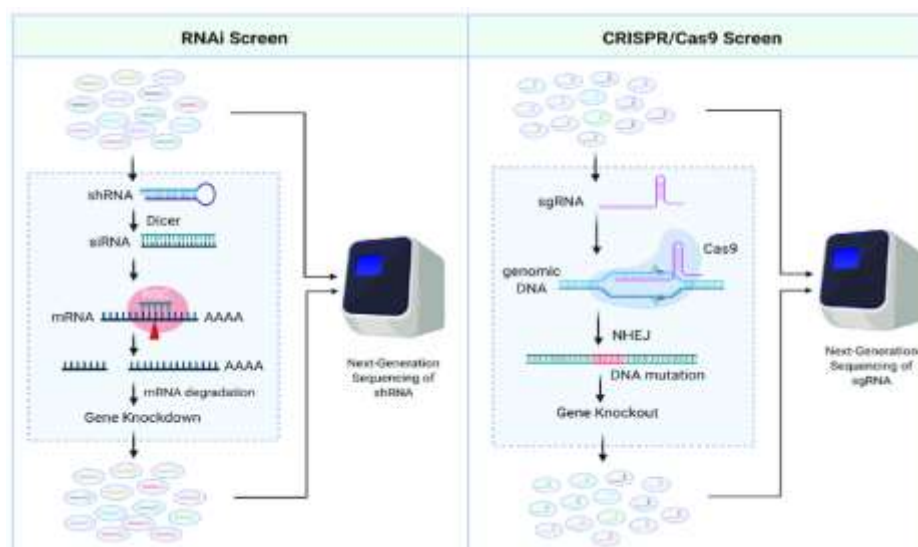 RNAi Screen
shRNA
Dicer
siRNA
mRNA
AAAA
AAAA
mRNA degradation
Gene Knockdown
Next-Generation
Sequencing of
shRNA
CRISPR/Cas9 Screen
sgRNA
Cas9
genomic
DNA
NHEJ
DNA mutation
Gene Knockout
Next-Generation
Sequencing of
sgRNA